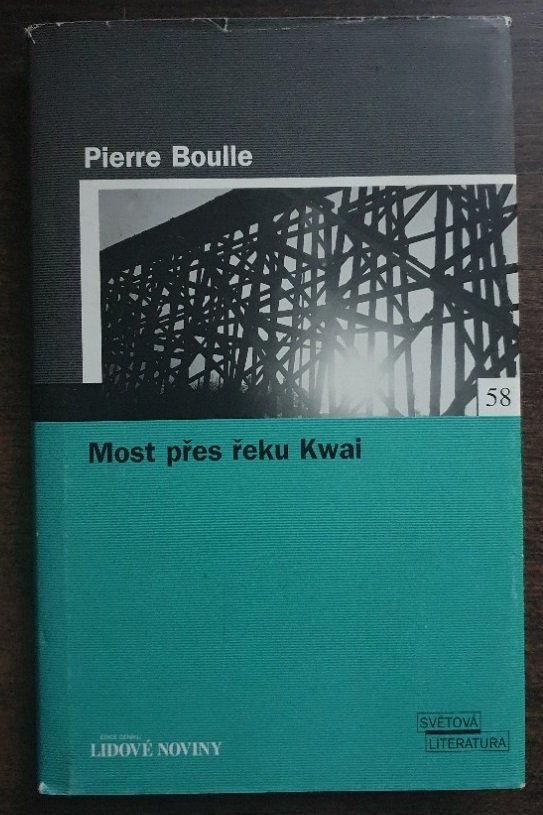 Pierre Boulle
58
Most přes řeku Kwai
EDICE DENÍKU
LIDOVÉ NOVINY
SVĚTOVÁ
LITERATURA